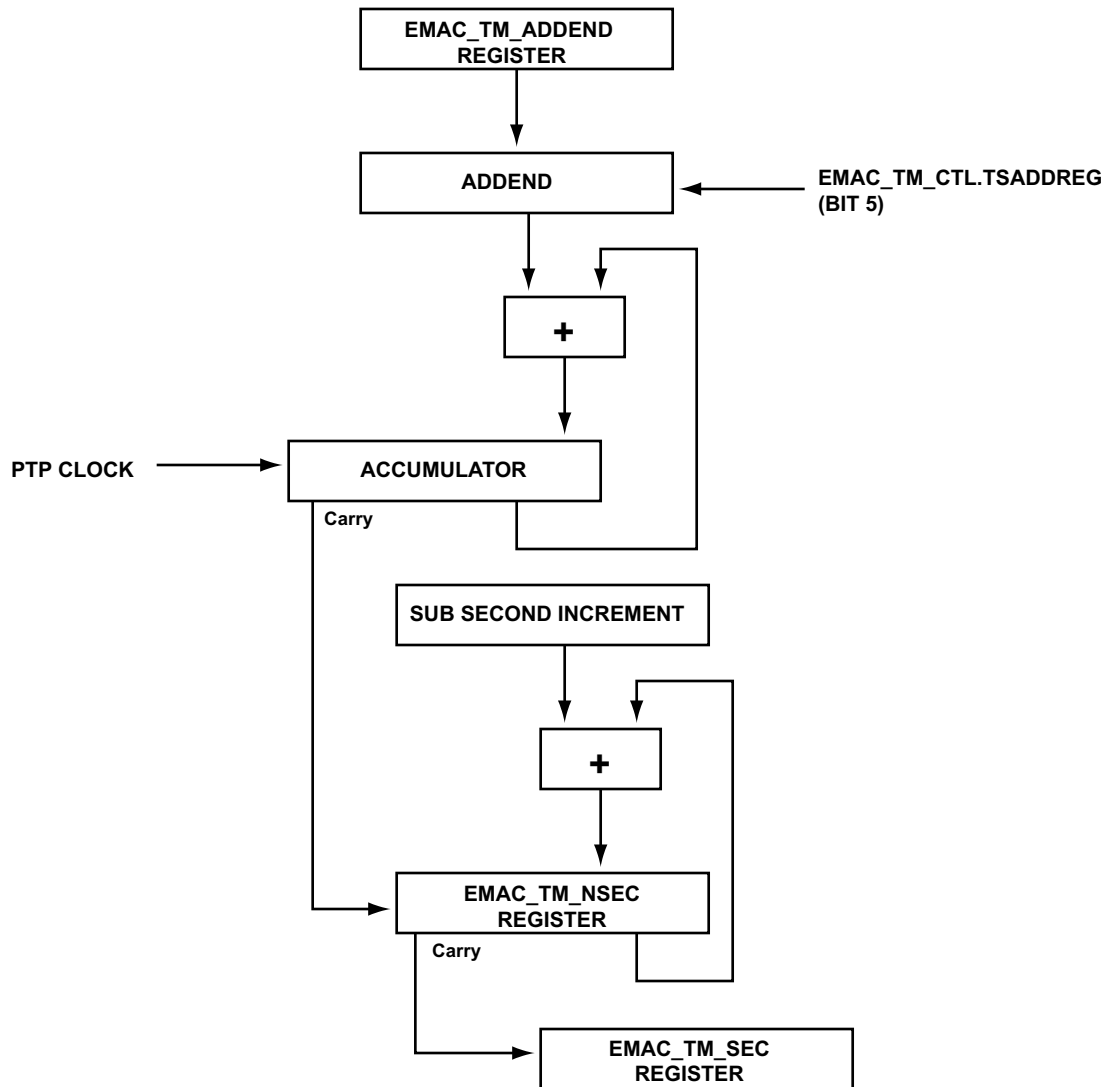 EMAC_TM_ADDEND
REGISTER
ADDEND
EMAC_TM_CTL.TSADDREG
(BIT 5)
+
PTP CLOCK
ACCUMULATOR
Carry
SUB SECOND INCREMENT
+
EMAC_TM_NSEC
REGISTER
Carry
EMAC_TM_SEC
REGISTER